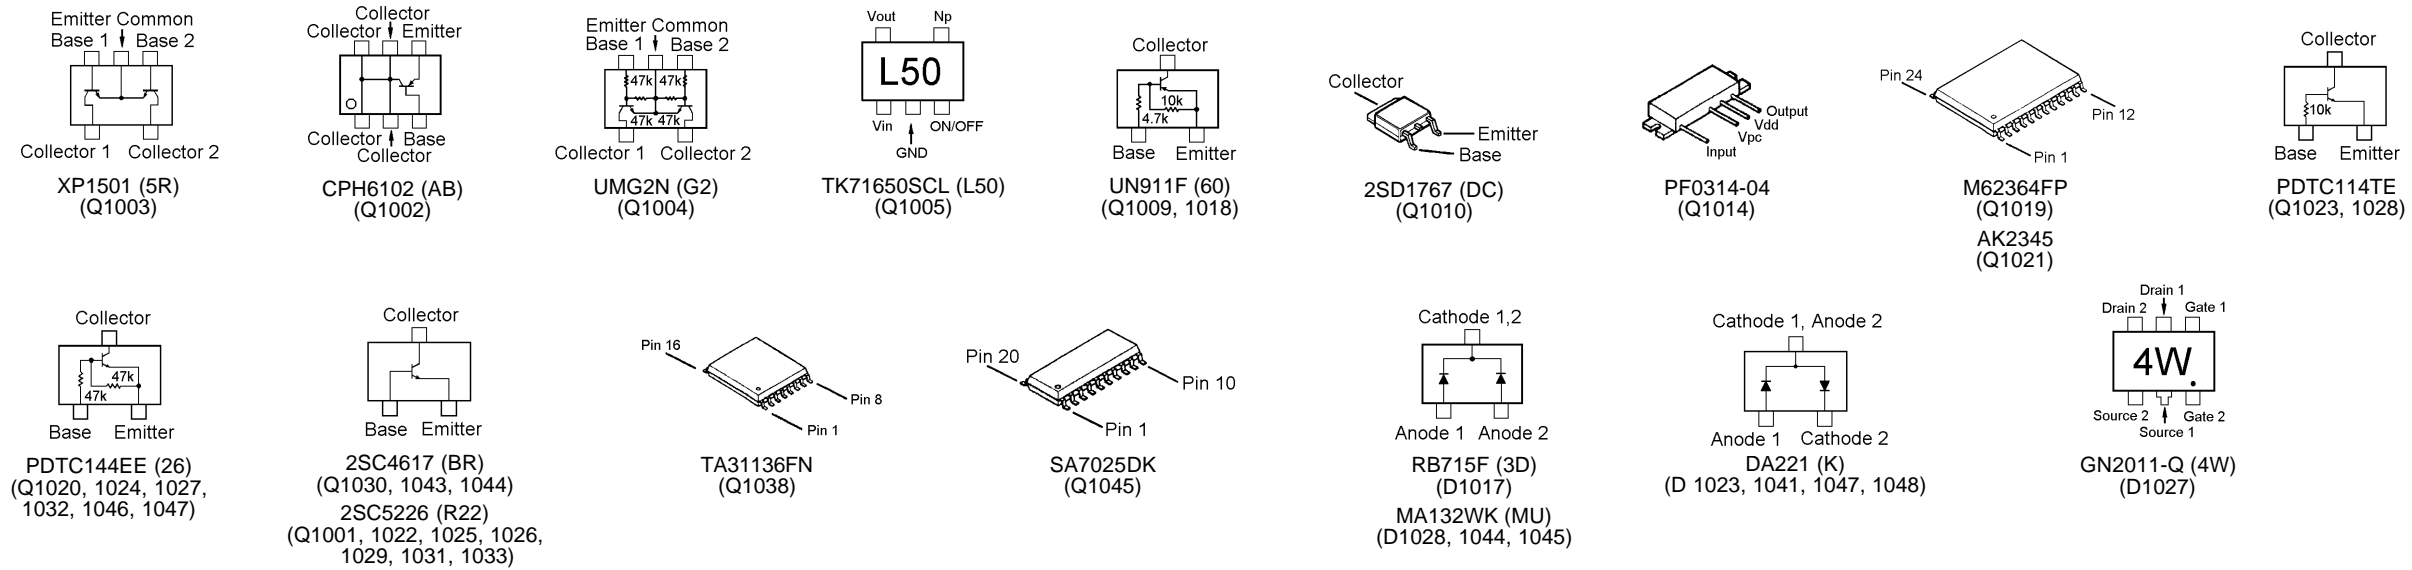 Emitter Common
Base 1 Base 2
Collector 1 Collector 2
XP1501 (5R)
(Q1003)
Collector
Collector Emitter
Collector Base
Collector
CPH6102 (AB)
(Q1002)
Emitter Common
Base 1 Base 2
47k 47k
47k 47k
Collector 1 Collector 2
UMG2N (G2)
(Q1004)
Vout Np
L50
Vin ON/OFF
GND
TK71650SCL (L50)
(Q1005)
Collector
10k
4.7k
Base Emitter
UN911F (60)
(Q1009, 1018)
Collector
Emitter
Base
2SD1767 (DC)
(Q1010)
Output
Vdd
Vpc
Input
PF0314-04
(Q1014)
Pin 24
Pin 12
Pin 1
M62364FP
(Q1019)
AK2345
(Q1021)
Collector
10k
Base Emitter
PDTC114TE
(Q1023, 1028)
Collector
47k
47k
Base Emitter
PDTC144EE (26)
(Q1020, 1024, 1027,
1032, 1046, 1047)
Collector
Base Emitter
2SC4617 (BR)
(Q1030, 1043, 1044)
2SC5226 (R22)
(Q1001, 1022, 1025, 1026,
1029, 1031, 1033)
Pin 16
Pin 8
Pin 1
TA31136FN
(Q1038)
Pin 20
Pin 10
Pin 1
SA7025DK
(Q1045)
Cathode 1,2
Anode 1 Anode 2
RB715F (3D)
(D1017)
MA132WK (MU)
(D1028, 1044, 1045)
Cathode 1, Anode 2
Anode 1 Cathode 2
DA221 (K)
(D 1023, 1041, 1047, 1048)
Drain 1
Drain 2 Gate 1
4W
Source 2 Gate 2
Source 1
GN2011-Q (4W)
(D1027)